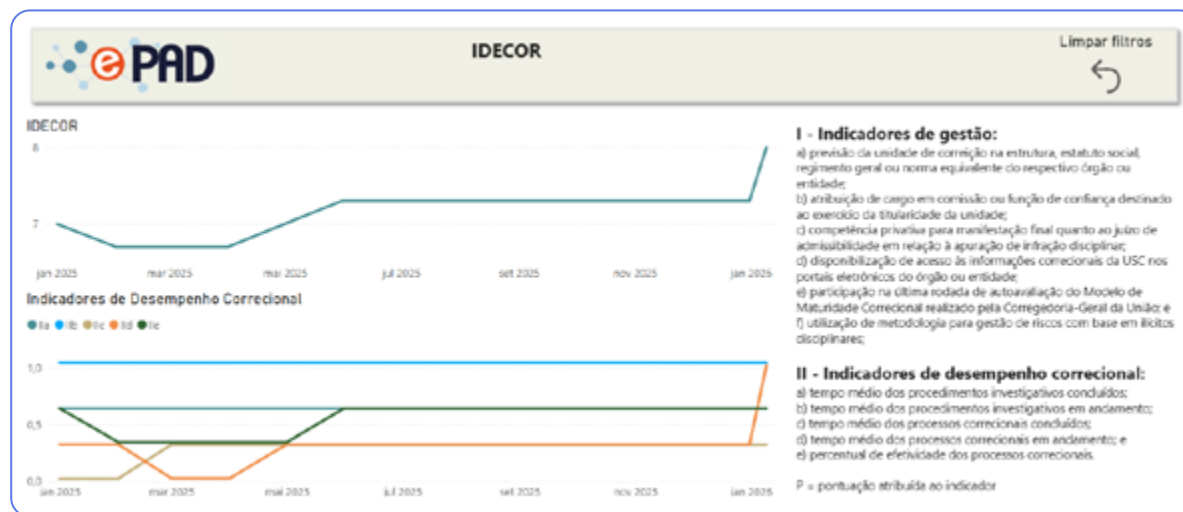 ePAD
IDECOR
Limpar filtros
IDECOR
8
7
jan 2025 mar 2025 mai 2025 jul 2025 set 2025 nov 2025 jan 2026
Indicadores de Desempenho Correcional
IIa IIb IIc IId IIe
1,0
0,5
0,0
jan 2025 mar 2025 mai 2025 jul 2025 set 2025 nov 2025 jan 2026
I - Indicadores de gestão:
a) previsão da unidade de correição na estrutura, estatuto social,
regimento geral ou norma equivalente do respectivo órgão ou
entidade;
b) atribuição de cargo em comissão ou função de confiança destinado
ao exercício da titularidade da unidade;
c) competência privativa para manifestação final quanto ao juízo de
admissibilidade em relação à apuração de infração disciplinar;
d) disponibilização de acesso às informações correcionais da USC nos
portais eletrônicos do órgão ou entidade;
e) participação na última rodada de autoavaliação do Modelo de
Maturidade Correcional realizado pela Corregedoria-Geral da União; e
f) utilização de metodologia para gestão de riscos com base em ilícitos
disciplinares;
II - Indicadores de desempenho correcional:
a) tempo médio dos procedimentos investigativos concluídos;
b) tempo médio dos procedimentos investigativos em andamento;
c) tempo médio dos processos correcionais concluídos;
d) tempo médio dos processos correcionais em andamento; e
e) percentual de efetividade dos processos correcionais.
P = pontuação atribuída ao indicador